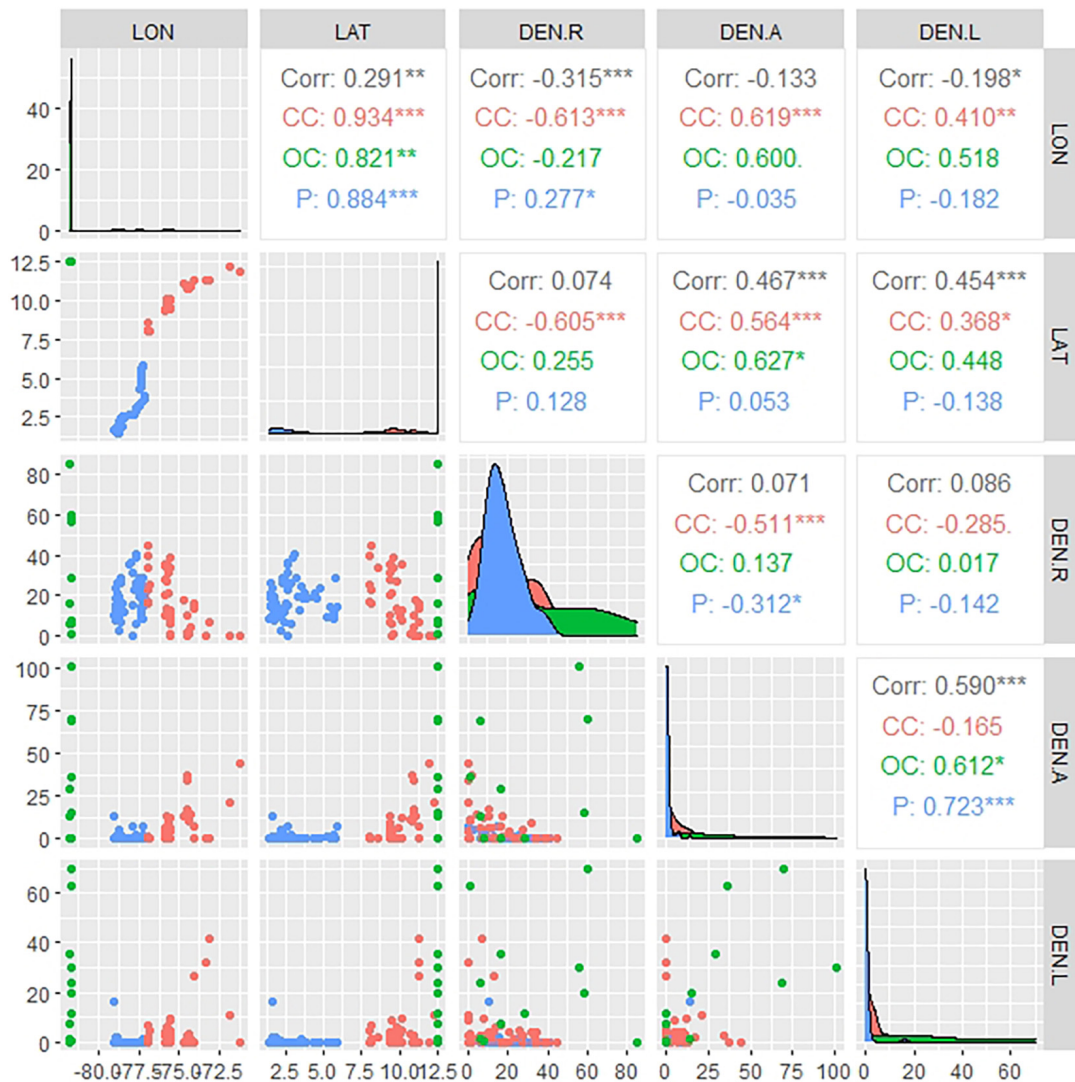 LON LAT DEN.R DEN.A DEN.L
Corr: 0.291** Corr: -0.315*** Corr: -0.133 Corr: -0.198*
CC: 0.934*** CC: -0.613*** CC: 0.619*** CC: 0.410**
OC: 0.821** OC: -0.217 OC: 0.600. OC: 0.518
P: 0.884*** P: 0.277* P: -0.035 P: -0.182
LON
40
20
0
Corr: 0.074 Corr: 0.467*** Corr: 0.454***
CC: -0.605*** CC: 0.564*** CC: 0.368*
OC: 0.255 OC: 0.627* OC: 0.448
P: 0.128 P: 0.053 P: -0.138
LAT
12.5
10.0
7.5
5.0
2.5
Corr: 0.071 Corr: 0.086
CC: -0.511*** CC: -0.285.
OC: 0.137 OC: 0.017
P: -0.312* P: -0.142
DEN.R
80
60
40
20
0
Corr: 0.590***
CC: -0.165
OC: 0.612*
P: 0.723***
DEN.A
100
75
50
25
0
DEN.L
60
40
20
0
-80.0-77.5-75.0-72.5 2.5 5.0 7.5 10.0 12.5 0 20 40 60 80 0 25 50 75 100 0 20 40 60